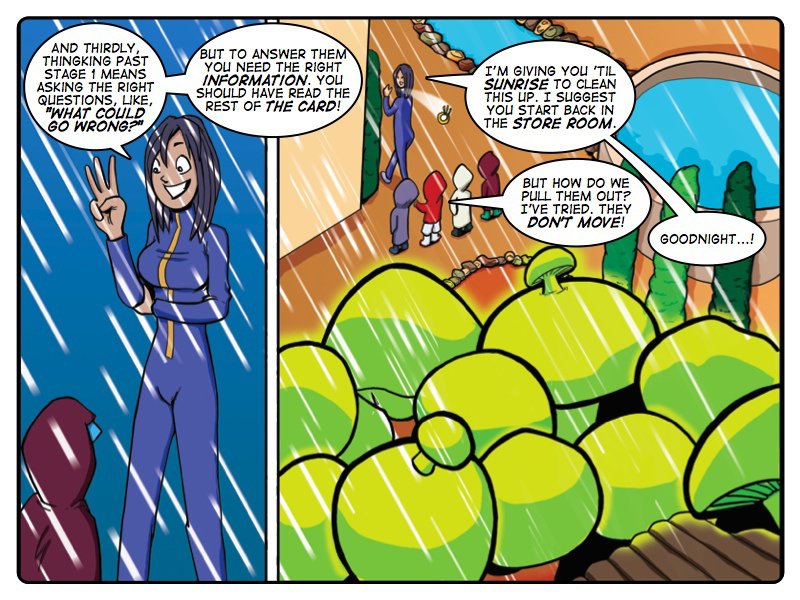 AND THIRDLY,
THINGKING PAST
STAGE 1 MEANS
ASKING THE RIGHT
QUESTIONS, LIKE,
"WHAT COULD
GO WRONG?"
BUT TO ANSWER THEM
YOU NEED THE RIGHT
INFORMATION. YOU
SHOULD HAVE READ THE
REST OF THE CARD!
I'M GIVING YOU 'TIL
SUNRISE TO CLEAN
THIS UP. I SUGGEST
YOU START BACK IN
THE STORE ROOM.
BUT HOW DO WE
PULL THEM OUT?
I'VE TRIED. THEY
DON'T MOVE!
GOODNIGHT...!